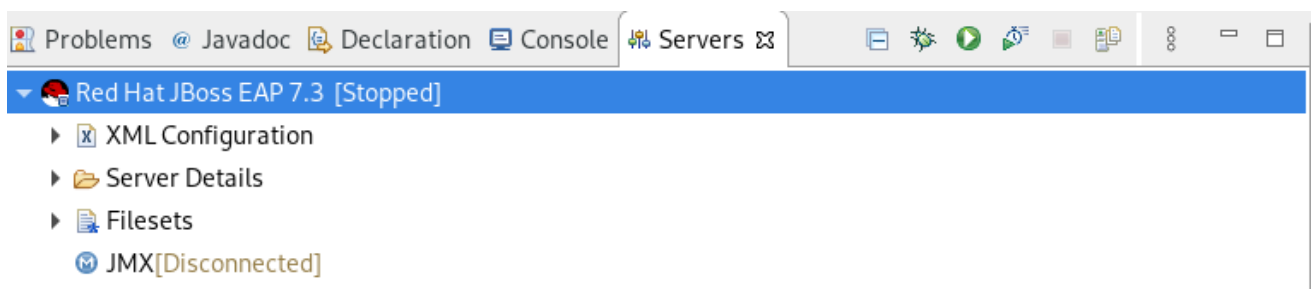 Problems @ Javadoc Declaration Console Servers
Red Hat JBoss EAP 7.3 [Stopped]
XML Configuration
Server Details
Filesets
JMX[Disconnected]